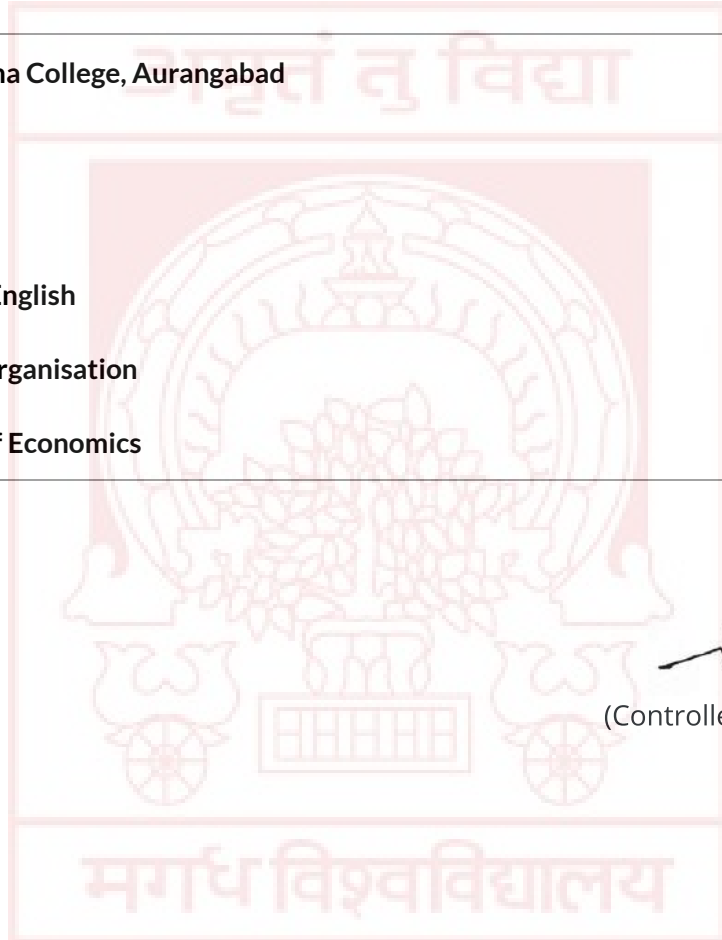 अमृतं तु विद्या
na College, Aurangabad
English
rganisation
f Economics
(Controlle
मगध विश्वविद्यालय